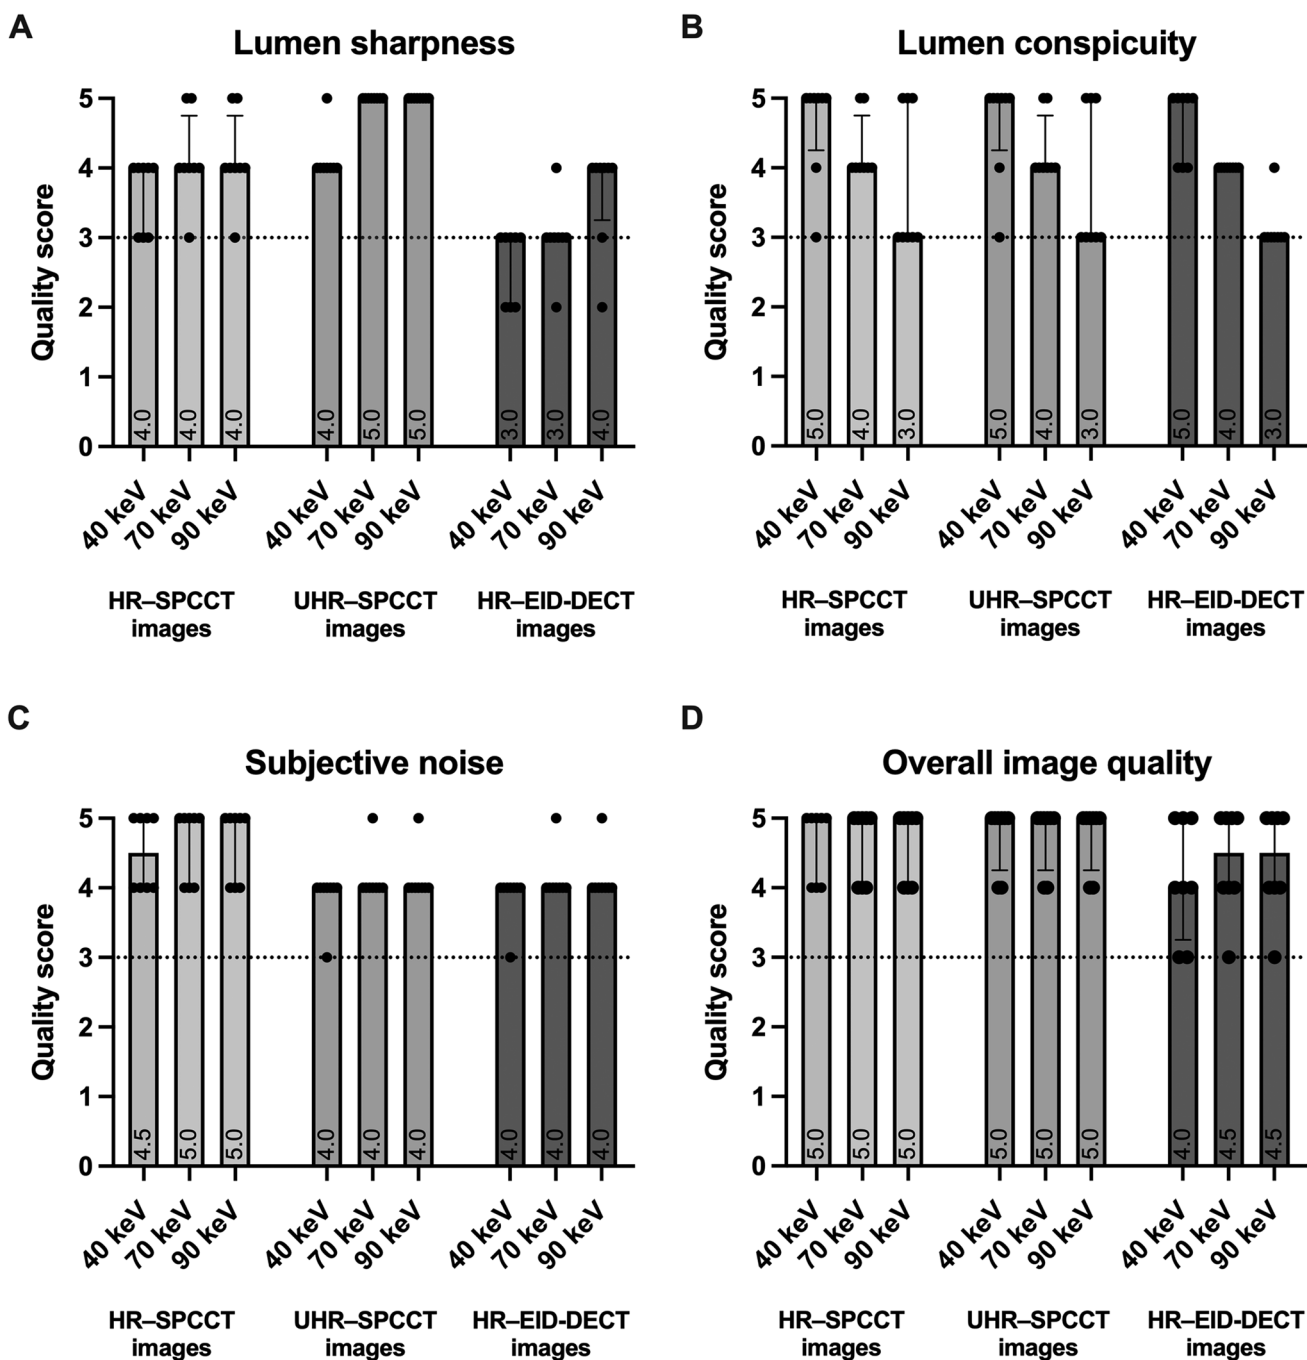 A
Lumen sharpness
Quality score
5
4
3
2
1
0
4.0 4.0 4.0 4.0 5.0 5.0 3.0 3.0 4.0
40 keV 70 keV 90 keV 40 keV 70 keV 90 keV 40 keV 70 keV 90 keV
HR–SPCCT UHR–SPCCT HR–EID-DECT
images images images
B
Lumen conspicuity
Quality score
5
4
3
2
1
0
5.0 4.0 3.0 5.0 4.0 3.0 5.0 4.0 3.0
40 keV 70 keV 90 keV 40 keV 70 keV 90 keV 40 keV 70 keV 90 keV
HR–SPCCT UHR–SPCCT HR–EID-DECT
images images images
C
Subjective noise
Quality score
5
4
3
2
1
0
4.5 5.0 5.0 4.0 4.0 4.0 4.0 4.0 4.0
40 keV 70 keV 90 keV 40 keV 70 keV 90 keV 40 keV 70 keV 90 keV
HR–SPCCT UHR–SPCCT HR–EID-DECT
images images images
D
Overall image quality
Quality score
5
4
3
2
1
0
5.0 5.0 5.0 5.0 5.0 5.0 4.0 4.5 4.5
40 keV 70 keV 90 keV 40 keV 70 keV 90 keV 40 keV 70 keV 90 keV
HR–SPCCT UHR–SPCCT HR–EID-DECT
images images images